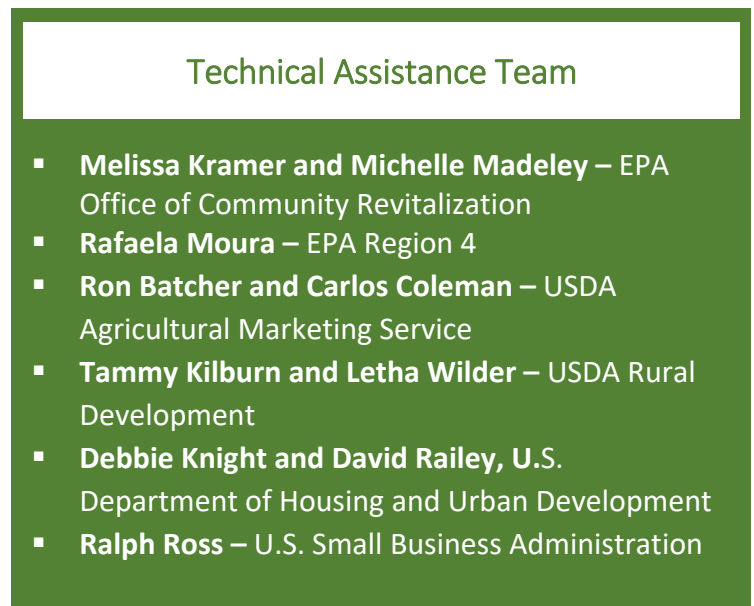 Technical Assistance Team
▪ Melissa Kramer and Michelle Madeley – EPA
Office of Community Revitalization
▪ Rafaela Moura – EPA Region 4
▪ Ron Batcher and Carlos Coleman – USDA
Agricultural Marketing Service
▪ Tammy Kilburn and Letha Wilder – USDA Rural
Development
▪ Debbie Knight and David Railey, U.S.
Department of Housing and Urban Development
▪ Ralph Ross – U.S. Small Business Administration